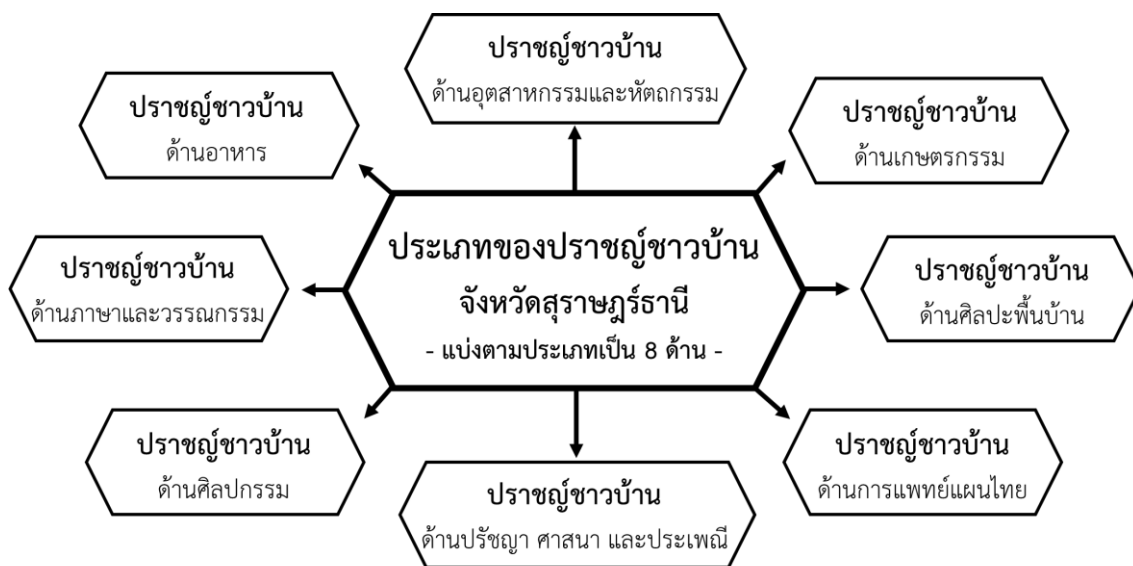 ปราชญ์ชาวบ้าน
ด้านอุตสาหกรรมและหัตถกรรม
ปราชญ์ชาวบ้าน
ด้านอาหาร
ปราชญ์ชาวบ้าน
ด้านเกษตรกรรม
ประเภทของปราชญ์ชาวบ้าน
จังหวัดสุราษฎร์ธานี
- แบ่งตามประเภทเป็น 8 ด้าน -
ปราชญ์ชาวบ้าน
ด้านภาษาและวรรณกรรม
ปราชญ์ชาวบ้าน
ด้านศิลปะพื้นบ้าน
ปราชญ์ชาวบ้าน
ด้านศิลปกรรม
ปราชญ์ชาวบ้าน
ด้านการแพทย์แผนไทย
ปราชญ์ชาวบ้าน
ด้านปรัชญา ศาสนา และประเพณี